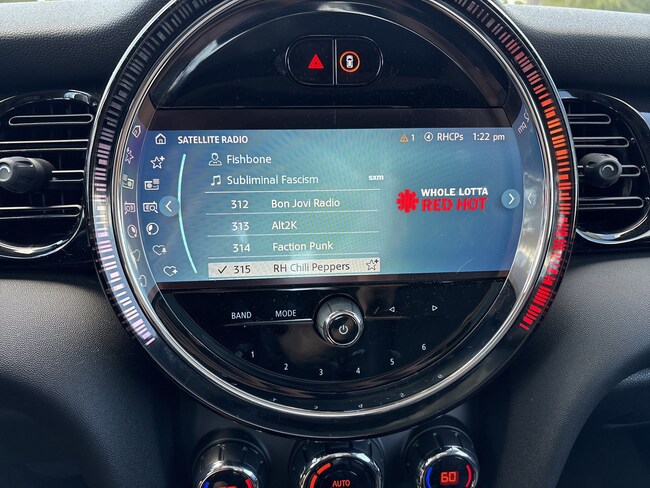 SATELLITE RADIO 1 RHCPs 1:22 pm
Fishbone
Subliminal Fascism sxm
312 Bon Jovi Radio
313 Alt2K
314 Faction Punk
315 RH Chili Peppers
WHOLE LOTTA
RED HOT
BAND MODE
1 2 3 4 5 6
AUTO
60